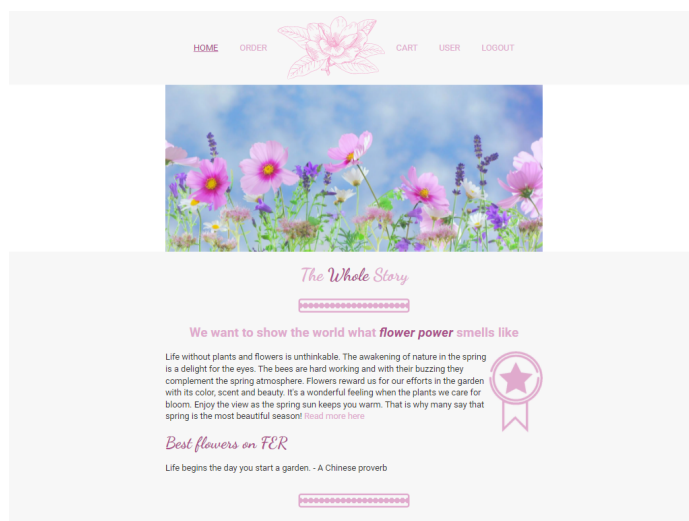 HOME ORDER CART USER LOGOUT
The Whole Story
We want to show the world what flower power smells like
Life without plants and flowers is unthinkable. The awakening of nature in the spring
is a delight for the eyes. The bees are hard working and with their buzzing they
complement the spring atmosphere. Flowers reward us for our efforts in the garden
with its color, scent and beauty. It's a wonderful feeling when the plants we care for
bloom. Enjoy the view as the spring sun keeps you warm. That is why many say that
spring is the most beautiful season! Read more here
Best flowers on FER
Life begins the day you start a garden. - A Chinese proverb